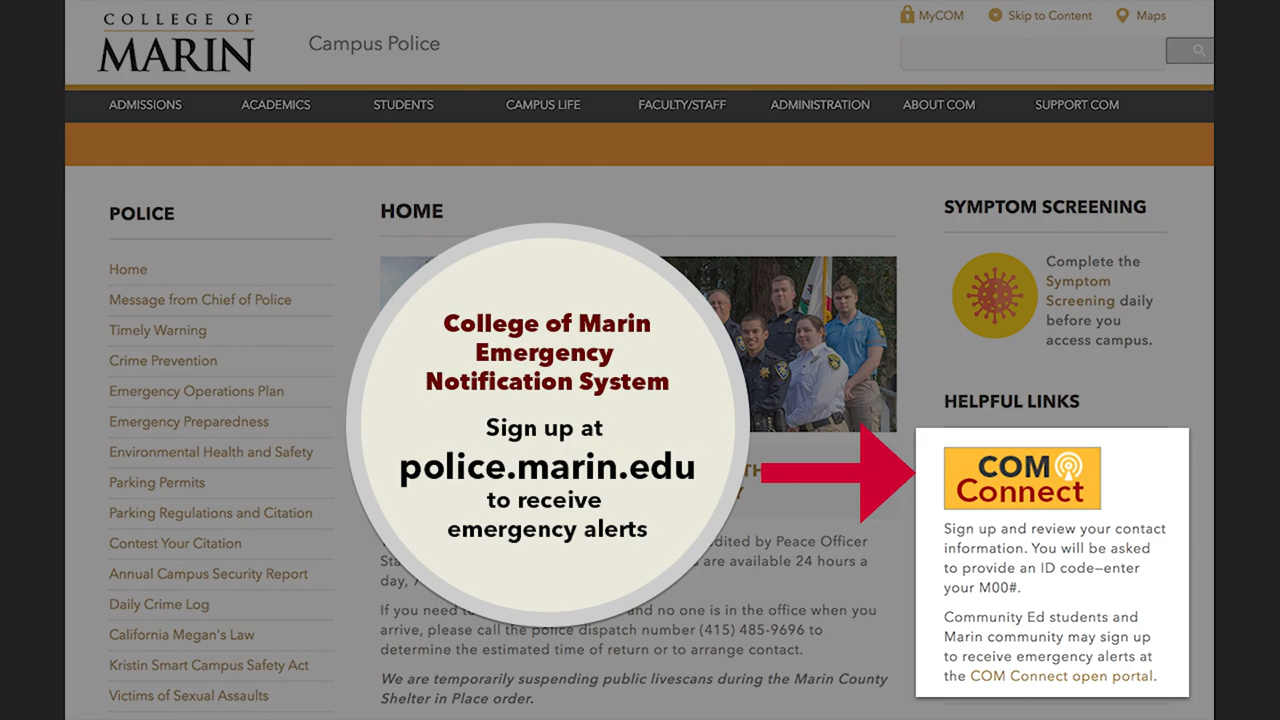 COLLEGE OF
MARIN
Campus Police
MyCOM
Skip to Content
Maps
ADMISSIONS
ACADEMICS
STUDENTS
CAMPUS LIFE
FACULTY/STAFF
ADMINISTRATION
ABOUT COM
SUPPORT COM
POLICE
Home
Message from Chief of Police
Timely Warning
Crime Prevention
Emergency Operations Plan
Emergency Preparedness
Environmental Health and Safety
Parking Permits
Parking Regulations and Citation
Contest Your Citation
Annual Campus Security Report
Daily Crime Log
California Megan's Law
Kristin Smart Campus Safety Act
Victims of Sexual Assaults
HOME
College of Marin
Emergency
Notification System
Sign up at
police.marin.edu
to receive
emergency alerts
by Peace Officer
are available 24 hours a
day,
If you need and no one is in the office when you
arrive, please call the police dispatch number (415) 485-9696 to
determine the estimated time of return or to arrange contact.
We are temporarily suspending public livescans during the Marin County
Shelter in Place order.
SYMPTOM SCREENING
Complete the
Symptom
Screening daily
before you
access campus.
HELPFUL LINKS
COM
Connect
Sign up and review your contact
information. You will be asked
to provide an ID code—enter
your M00#.
Community Ed students and
Marin community may sign up
to receive emergency alerts at
the COM Connect open portal.